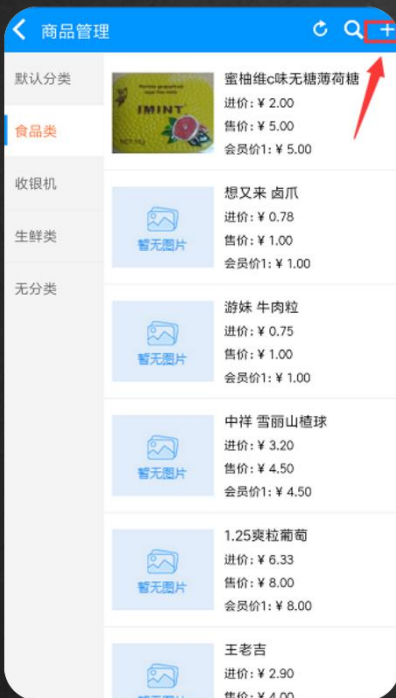 商品管理
默认分类
食品类
收银机
生鲜类
无分类
IMINT
蜜柚维c味无糖薄荷糖
进价: ¥ 2.00
售价: ¥ 5.00
会员价1: ¥ 5.00
暂无图片
想又来 卤爪
进价: ¥ 0.78
售价: ¥ 1.00
会员价1: ¥ 1.00
暂无图片
游妹 牛肉粒
进价: ¥ 0.75
售价: ¥ 1.00
会员价1: ¥ 1.00
暂无图片
中祥 雪丽山楂球
进价: ¥ 3.20
售价: ¥ 4.50
会员价1: ¥ 4.50
暂无图片
1.25爽粒葡萄
进价: ¥ 6.33
售价: ¥ 8.00
会员价1: ¥ 8.00
王老吉
进价: ¥ 2.90
售价: ¥ 4.00